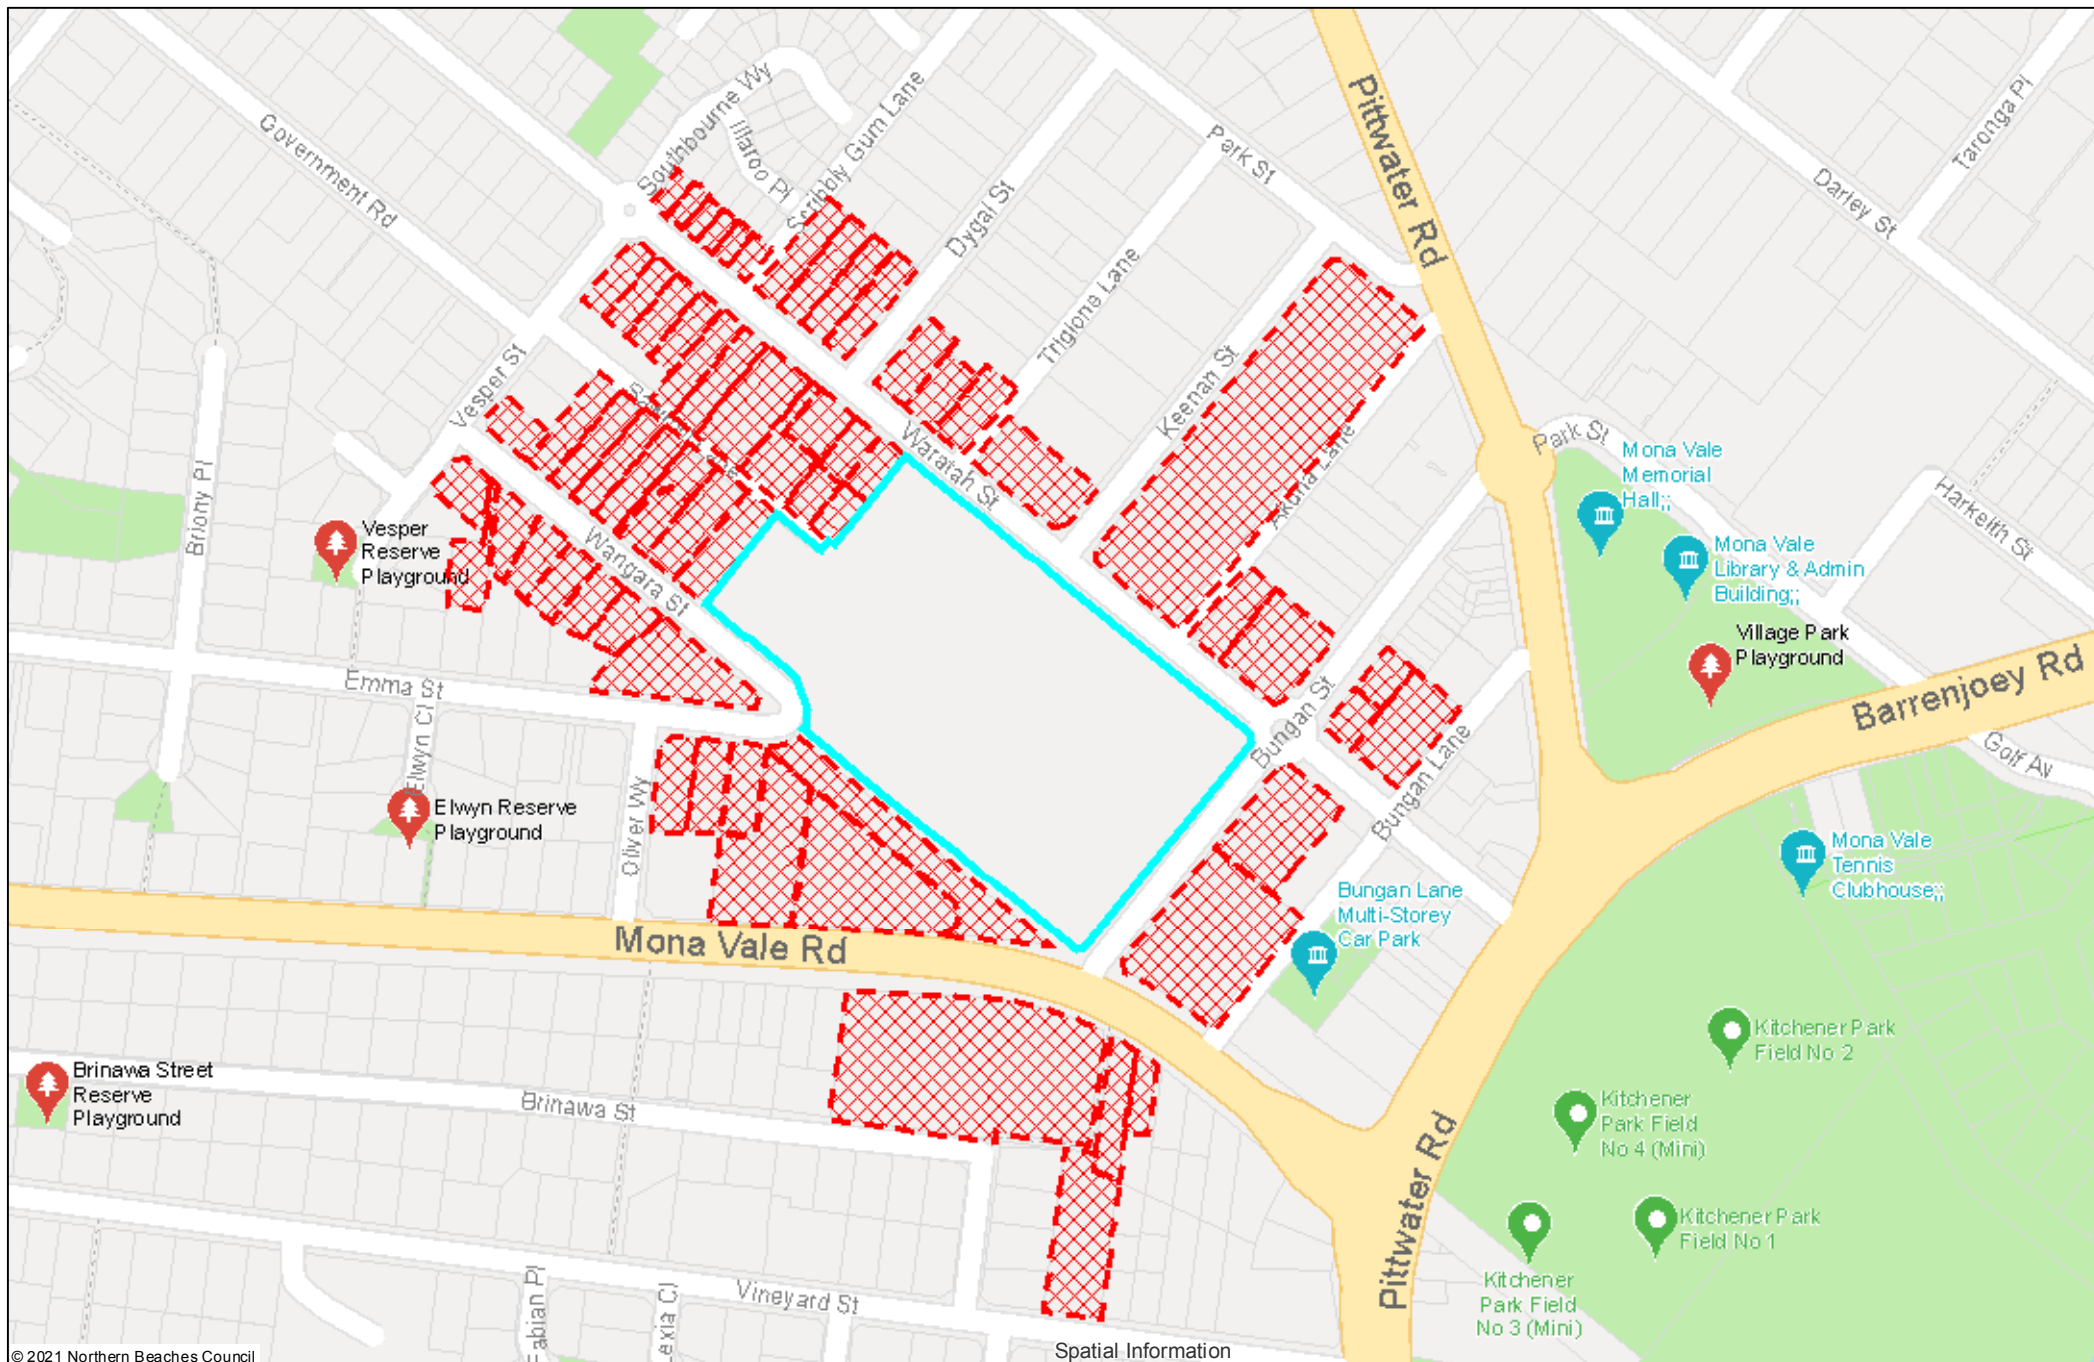 Southbourne Wy
Illaroo Pl
Scribbly Gum Lane
Government Rd
Park St
Pittwater Rd
Taronga Pl
Darley St
Dygal St
Triglone Lane
Keenan St
Vesper St
Waratah St
Akuna Lane
Park St
Mona Vale
Memorial
Hall;;
Harkeith St
Briony Pl
Vesper
Reserve
Playground
Wangara St
Mona Vale
Library & Admin
Building;;
Village Park
Playground
Emma St
Elwyn Cl
Bungan St
Barrenjoey Rd
Golf Av
Bungan Lane
Elwyn Reserve
Playground
Oliver Wy
Mona Vale
Tennis
Clubhouse;;
Bungan Lane
Multi-Storey
Car Park
Mona Vale Rd
Kitchener Park
Field No 2
Brinawa Street
Reserve
Playground
Brinawa St
Kitchener
Park Field
No 4 (Mini)
Pittwater Rd
Kitchener Park
Field No 1
Kitchener
Park Field
No 3 (Mini)
Vineyard St
Fabian Pl
Lexia Cl
Spatial Information
© 2021 Northern Beaches Council